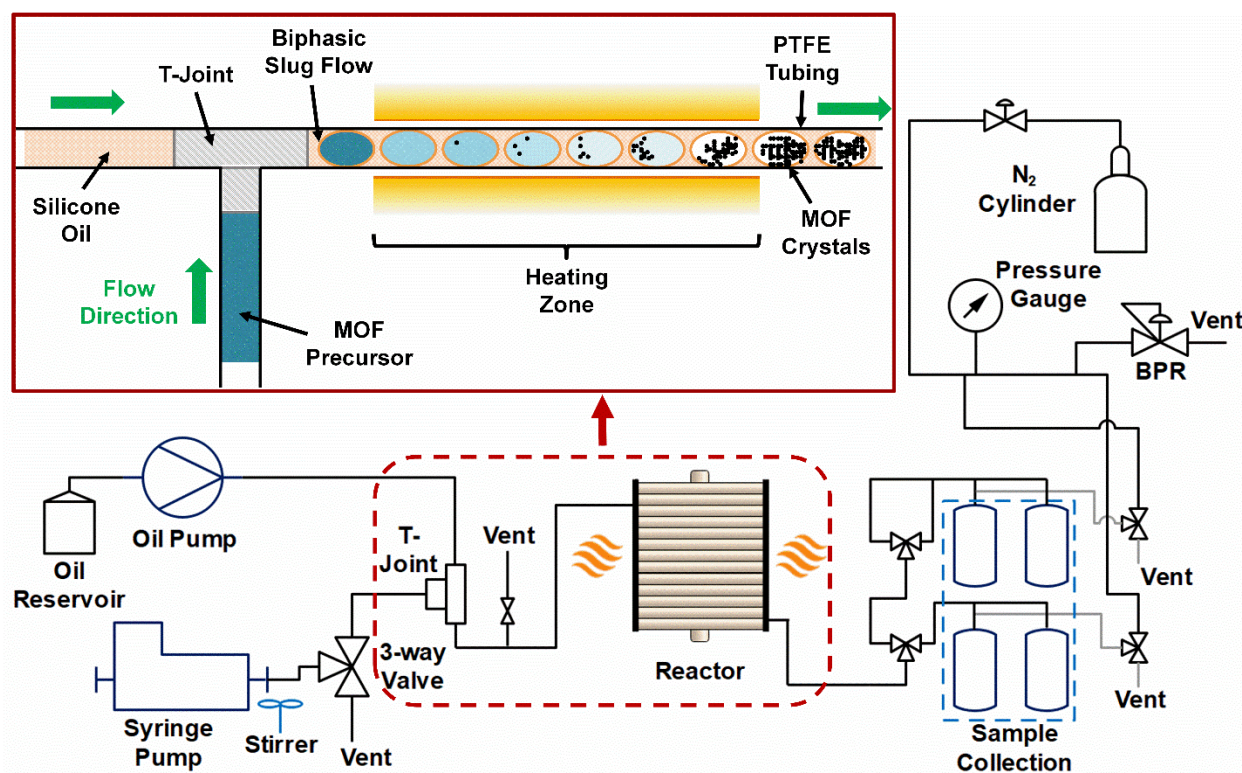 Biphasic
Slug Flow
T-Joint
PTFE
Tubing
Silicone
Oil
Flow
Direction
MOF
Precursor
Heating
Zone
MOF
Crystals
N2
Cylinder
Pressure
Gauge
Vent
BPR
Oil Pump
Oil
Reservoir
T-
Joint
Vent
3-way
Valve
Syringe
Pump
Stirrer
Vent
Reactor
Vent
Vent
Sample
Collection